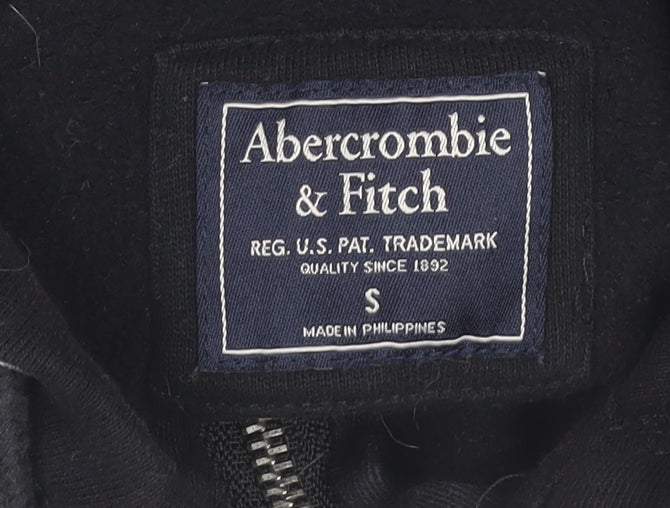 Abercrombie
& Fitch
REG. U.S. PAT. TRADEMARK
QUALITY SINCE 1892
S
MADE IN PHILIPPINES